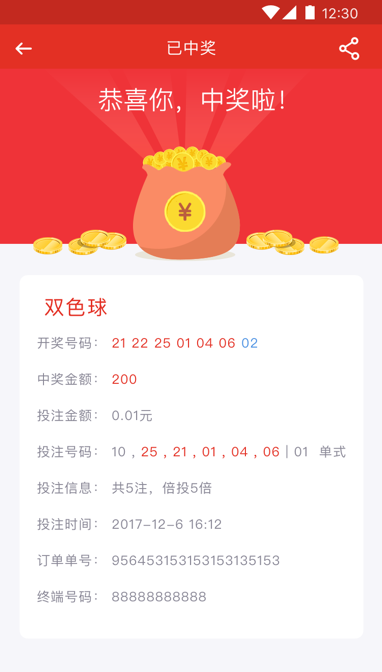 12:30
已中奖
恭喜你，中奖啦！
¥
双色球
开奖号码： 21 22 25 01 04 06 02
中奖金额： 200
投注金额： 0.01元
投注号码： 10 , 25 , 21 , 01 , 04 , 06 | 01 单式
投注信息： 共5注，倍投5倍
投注时间： 2017-12-6 16:12
订单单号： 956453153153153135153
终端号码： 88888888888